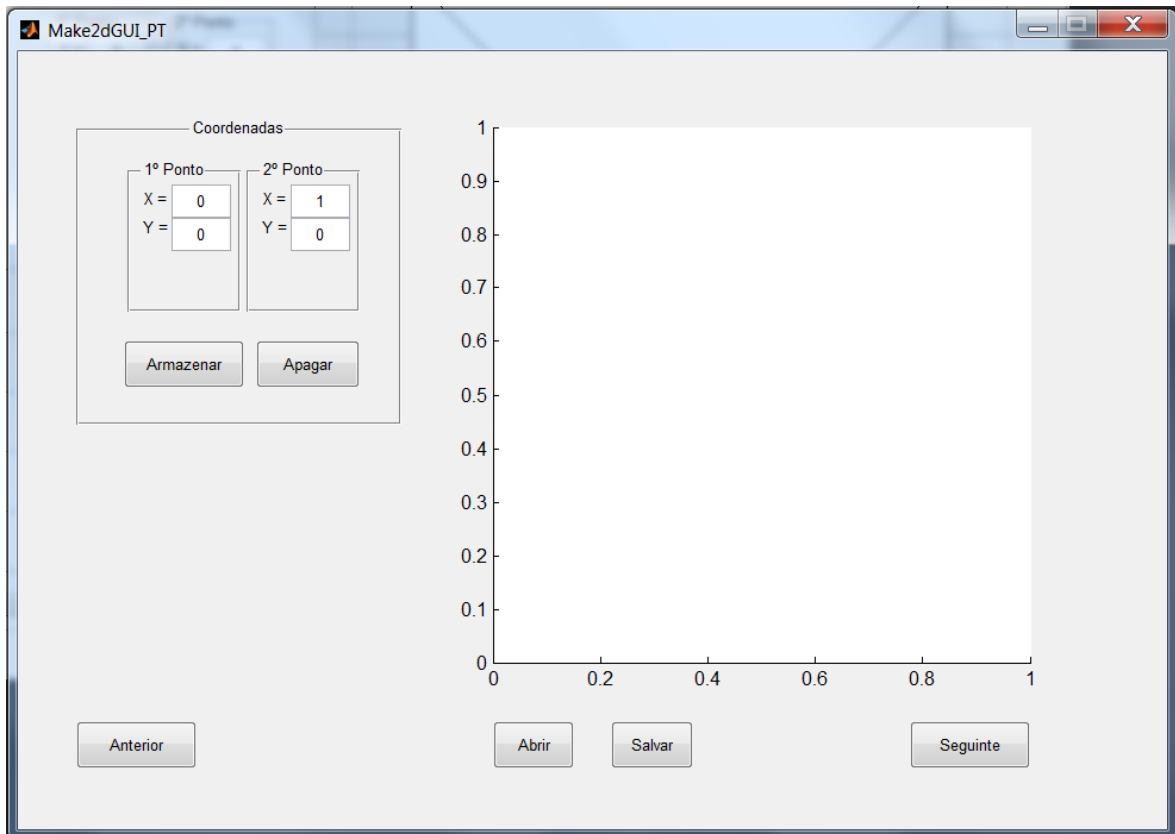 Make2dGUI_PT
Coordenadas
1º Ponto 2º Ponto
X = 0 X = 1
Y = 0 Y = 0
Armazenar Apagar
1
0.9
0.8
0.7
0.6
0.5
0.4
0.3
0.2
0.1
0
0 0.2 0.4 0.6 0.8 1
Anterior Abrir Salvar Seguinte